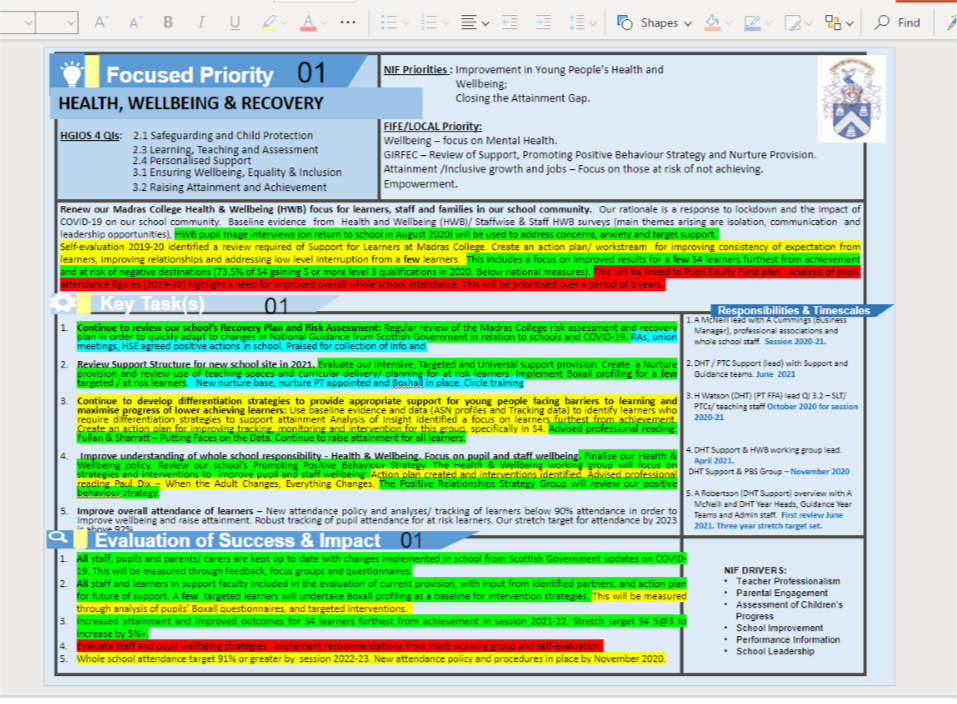 A A B I U A ... Shapes Find
Focused Priority 01
HEALTH, WELLBEING & RECOVERY
HGIOS 4 QIs: 2.1 Safeguarding and Child Protection
2.3 Learning, Teaching and Assessment
2.4 Personalised Support
3.1 Ensuring Wellbeing, Equality & Inclusion
3.2 Raising Attainment and Achievement
NIF Priorities : Improvement in Young People's Health and
Wellbeing;
Closing the Attainment Gap.
FIFE/LOCAL Priority:
Wellbeing – focus on Mental Health.
GIRFEC – Review of Support, Promoting Positive Behaviour Strategy and Nurture Provision.
Attainment /Inclusive growth and jobs – Focus on those at risk of not achieving.
Empowerment.
Renew our Madras College Health & Wellbeing (HWB) focus for learners, staff and families in our school community. Our rationale is a response to lockdown and the impact of
COVID-19 on our school community. Baseline evidence from Health and Wellbeing (HWB)/ Staffwise & Staff HWB surveys (main themes arising are isolation, communication and
leadership opportunities), HWB pupil triage Interviews (on return to school in August 2020) will be used to address concerns, anxiety and target support.
Self-evaluation 2019-20 identified a review required of Support for Learners at Madras College. Create an action plan/ workstream for improving consistency of expectation from
learners, improving relationships and addressing low level Interruption from a few learners. This includes a focus on improved results for a few S4 learners furthest from achievement
and at risk of negative destinations (73.5% of S4 gaining 5 or more level 3 qualifications in 2020. Below national measures). This will be linked to Pupil Equity Fund plan. Analysis of pupil
attendance figures (2019-20) highlight a need for improved overall whole school attendance. This will be prioritised over a period of 3 years.
Key Task(s) 01
1. Continue to review our school's Recovery Plan and Risk Assessment: Regular review of the Madras College risk assessment and recovery
plan in order to quickly adapt to changes in National Guidance from Scottish Government in relation to schools and COVID-19. RAs, union
meetings, HSE agreed positive actions in school. Praised for collection of info and
2. Review Support Structure for new school site in 2021. Evaluate our Intensive, Targeted and Universal support provision. Create a Nurture
provision and review use of teaching spaces and curricular delivery/ planning for at risk learners. Implement Boxall profiling for a few
targeted / at risk learners. New nurture base, nurture PT appointed and Boxhall in place. Circle training
3. Continue to develop differentiation strategies to provide appropriate support for young people facing barriers to learning and
maximise progress of lower achieving learners: Use baseline evidence and data (ASN profiles and Tracking data) to identify learners who
require differentiation strategies to support attainment Analysis of Insight identified a focus on learners furthest from achievement.
Create an action plan for improving tracking, monitoring and intervention for this group, specifically in S4. Advised professional reading:
Fullan & Sharratt – Putting Faces on the Data. Continue to raise attainment for all learners.
4. Improve understanding of whole school responsibility - Health & Wellbeing. Focus on pupil and staff wellbeing. Finalise our Health &
Wellbeing policy. Review our school's Promoting Positive Behaviour Strategy. The Health & Wellbeing working group will focus on
strategies and interventions to improve pupil and staff wellbeing. Action plan created and interventions identified. Advised professional
reading Paul Dix – When the Adult Changes, Everything Changes. The Positive Relationships Strategy Group will review our positive
behaviour strategy.
5. Improve overall attendance of learners – New attendance policy and analyses/ tracking of learners below 90% attendance in order to
improve wellbeing and raise attainment. Robust tracking of pupil attendance for at risk learners. Our stretch target for attendance by 2023
is above 92%.
Responsibilities & Timescales
1. A McNeill lead with A Cummings (Business
Manager), professional associations and
whole school staff. Session 2020-21.
2. DHT / PTC Support (lead) with Support and
Guidance teams. June 2021
3. H Watson (DHT) (PT FFA) lead QI 3.2 – SLT/
PTCs/ teaching staff October 2020 for session
2020-21
4. DHT Support & HWB working group lead.
April 2021.
DHT Support & PBS Group – November 2020
5. A Robertson (DHT Support) overview with A
McNeill and DHT Year Heads, Guidance Year
Teams and Admin staff. First review June
2021. Three year stretch target set.
Evaluation of Success & Impact 01
1. All staff, pupils and parents/ carers are kept up to date with changes implemented in school from Scottish Government updates on COVID-
19. This will be measured through feedback, focus groups and questionnaires.
2. All staff and learners in support faculty included in the evaluation of current provision, with input from identified partners, and action plan
for future of support. A few targeted learners will undertake Boxall profiling as a baseline for intervention strategies. This will be measured
through analysis of pupils' Boxall questionnaires, and targeted interventions.
3. Increased attainment and improved outcomes for S4 learners furthest from achievement in session 2021-22. Stretch target S4 5@3 to
increase by 5%+.
4. Evaluate staff and pupil wellbeing strategies. Implement recommendations from HWB working group and self-evaluation.
5. Whole school attendance target 91% or greater by session 2022-23. New attendance policy and procedures in place by November 2020.
NIF DRIVERS:
• Teacher Professionalism
• Parental Engagement
• Assessment of Children's
Progress
• School Improvement
• Performance Information
• School Leadership